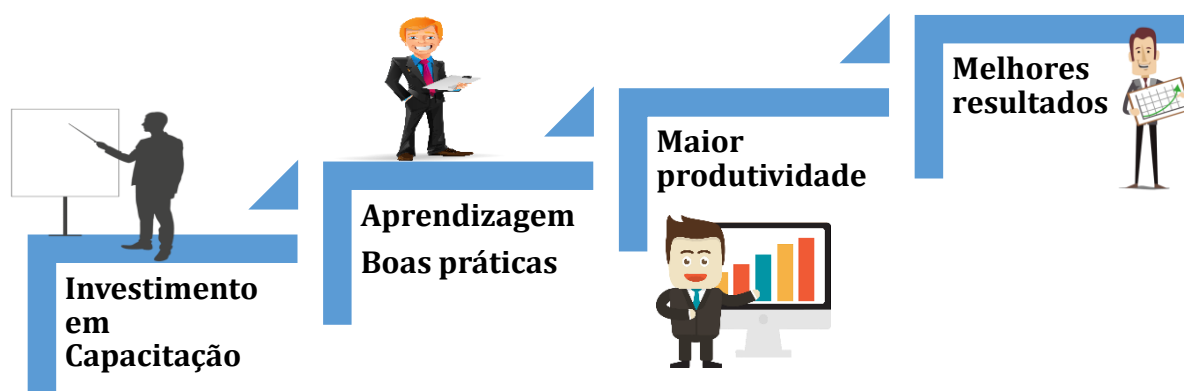 Investimento
em
Capacitação
Aprendizagem
Boas práticas
Maior
produtividade
Melhores
resultados